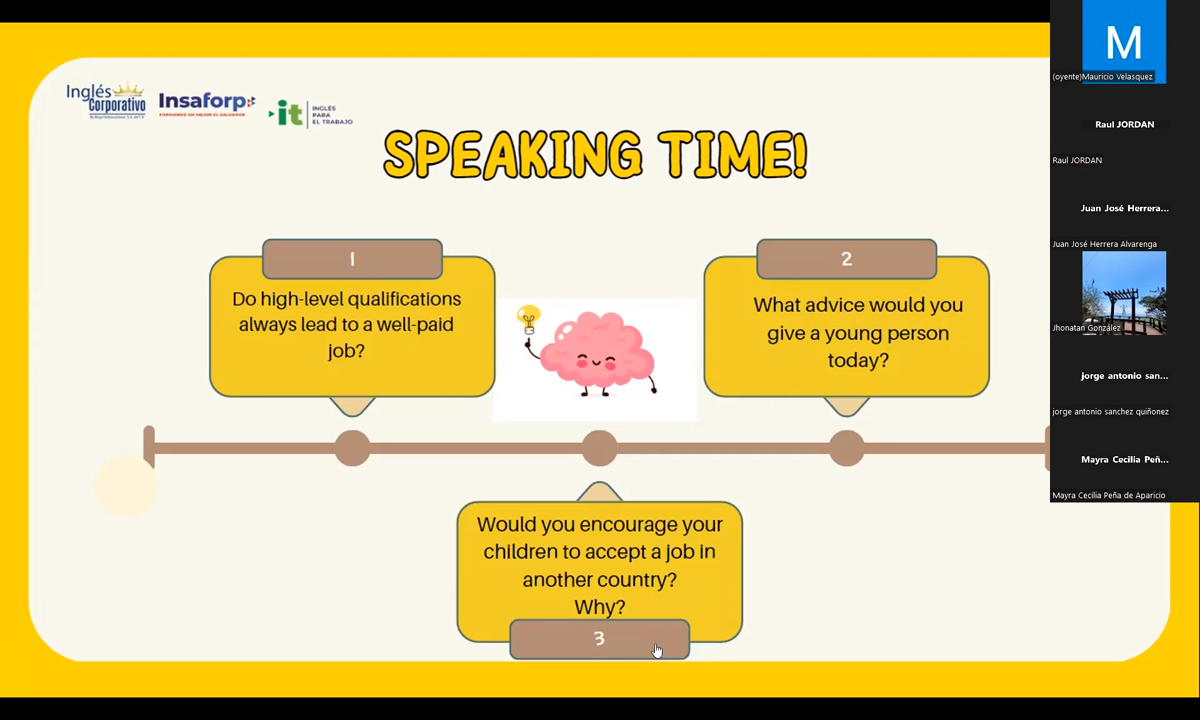 Inglés
Corporativo
Insaforp
FORMANDO UN MEJOR EL SALVADOR
it
INGLÉS
PARA
EL TRABAJO
SPEAKING TIME!
1
Do high-level qualifications
always lead to a well-paid
job?
2
What advice would you
give a young person
today?
Would you encourage your
children to accept a job in
another country?
Why?
3
M
(oyente)Mauricio Velasquez
Raul JORDAN
Raul JORDAN
Juan José Herrera...
Juan José Herrera Alvarenga
Jhonatan González
jorge antonio san...
jorge antonio sanchez quiñonez
Mayra Cecilia Peñ...
Mayra Cecilia Peña de Aparicio